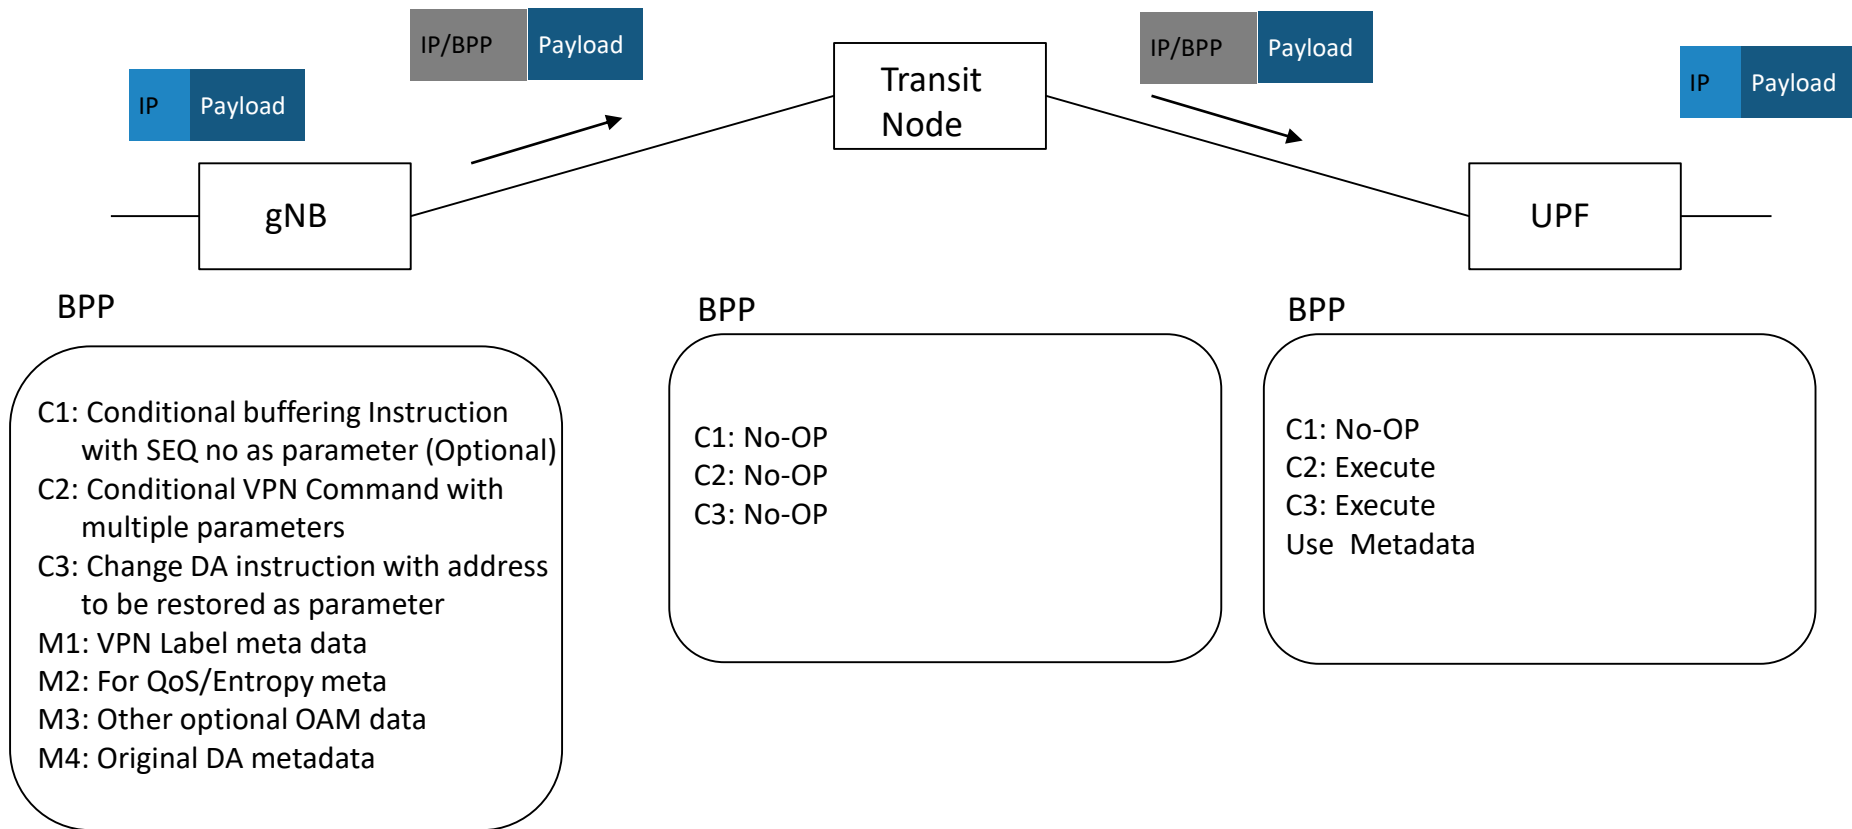 IP/BPP Payload
IP/BPP Payload
IP Payload
IP Payload
Transit
Node
gNB
UPF
BPP
C1: Conditional buffering Instruction
with SEQ no as parameter (Optional)
C2: Conditional VPN Command with
multiple parameters
C3: Change DA instruction with address
to be restored as parameter
M1: VPN Label meta data
M2: For QoS/Entropy meta
M3: Other optional OAM data
M4: Original DA metadata
BPP
C1: No-OP
C2: No-OP
C3: No-OP
BPP
C1: No-OP
C2: Execute
C3: Execute
Use Metadata